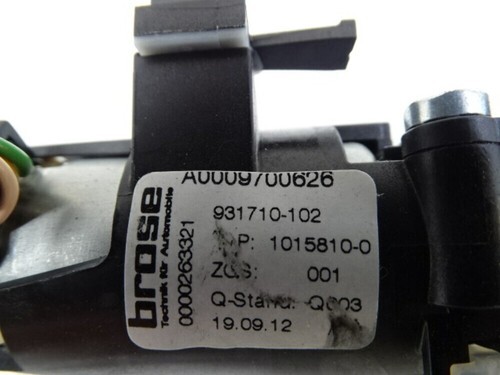 A0009700626
931710-102
P: 1015810-0
ZGS: 001
Q-Stand: Q003
19.09.12
brose
Technik für Automobile
0000263321